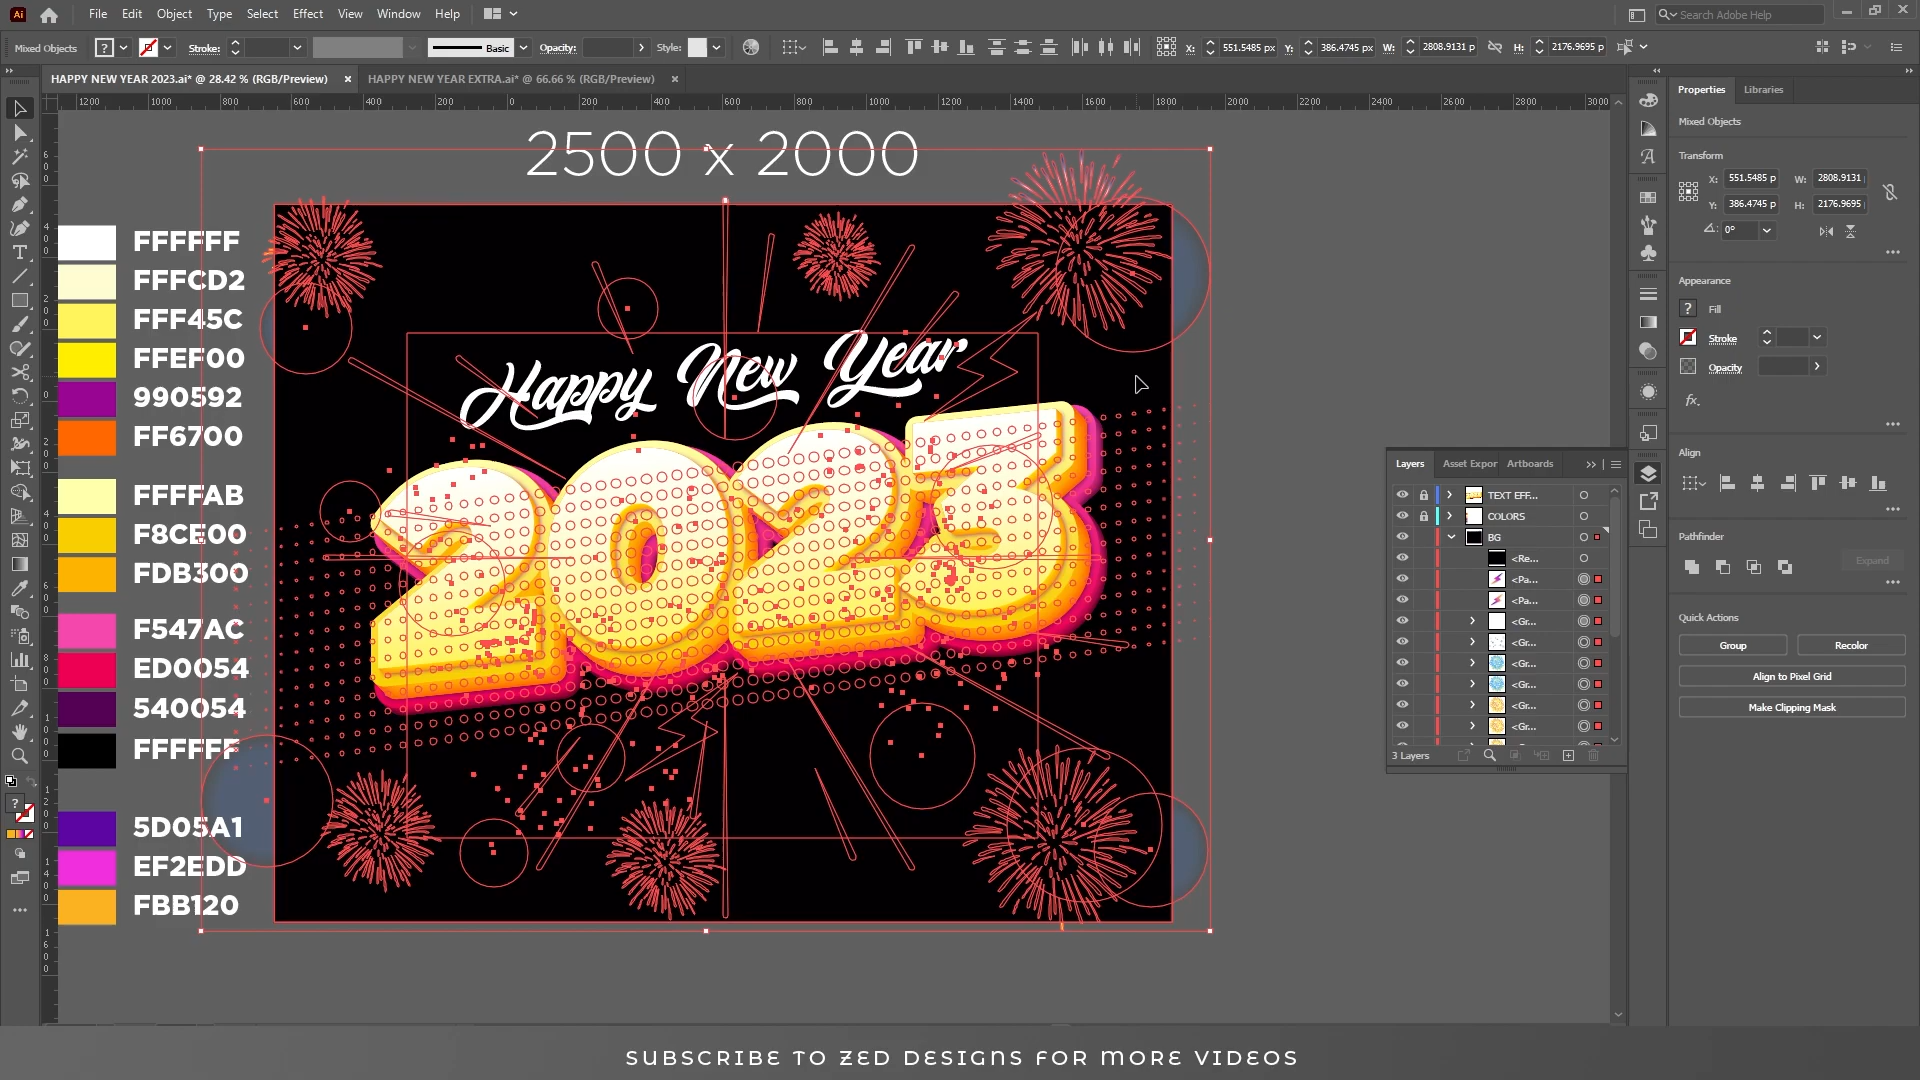 File Edit Object Type Select Effect View Window Help
Search Adobe Help
Mixed Objects Stroke: Basic Opacity: Style: X: 551.5485 px Y: 386.4745 px W: 2808.9131 p H: 2176.9695 p
HAPPY NEW YEAR 2023.ai* @ 28.42 % (RGB/Preview) × HAPPY NEW YEAR EXTRA.ai* @ 66.66 % (RGB/Preview) ×
1200 1000 800 600 400 200 0 200 400 600 800 1000 1200 1400 1600 1800 2000 2200 2400 2600 2800 3000
2500 x 2000
FFFFFF
FFFCD2
FFF45C
FFEF00
990592
FF6700
FFFFAB
F8CE00
FDB300
F547AC
ED0054
540054
FFFFFF
5D05A1
EF2EDD
FBB120
Happy New Year
2023
Layers Asset Expor Artboards
TEXT EFF...
COLORS
BG
<Re...
<Pa...
<Pa...
<Gr...
<Gr...
<Gr...
<Gr...
<Gr...
<Gr...
3 Layers
Properties Libraries
Mixed Objects
Transform
X: 551.5485 p W: 2808.9131
Y: 386.4745 p H: 2176.9695
0°
Appearance
? Fill
Stroke
Opacity
fx.
Align
Pathfinder
Expand
Quick Actions
Group Recolor
Align to Pixel Grid
Make Clipping Mask
SUBSCRIBE TO ZED DESIGNS FOR MORE VIDEOS